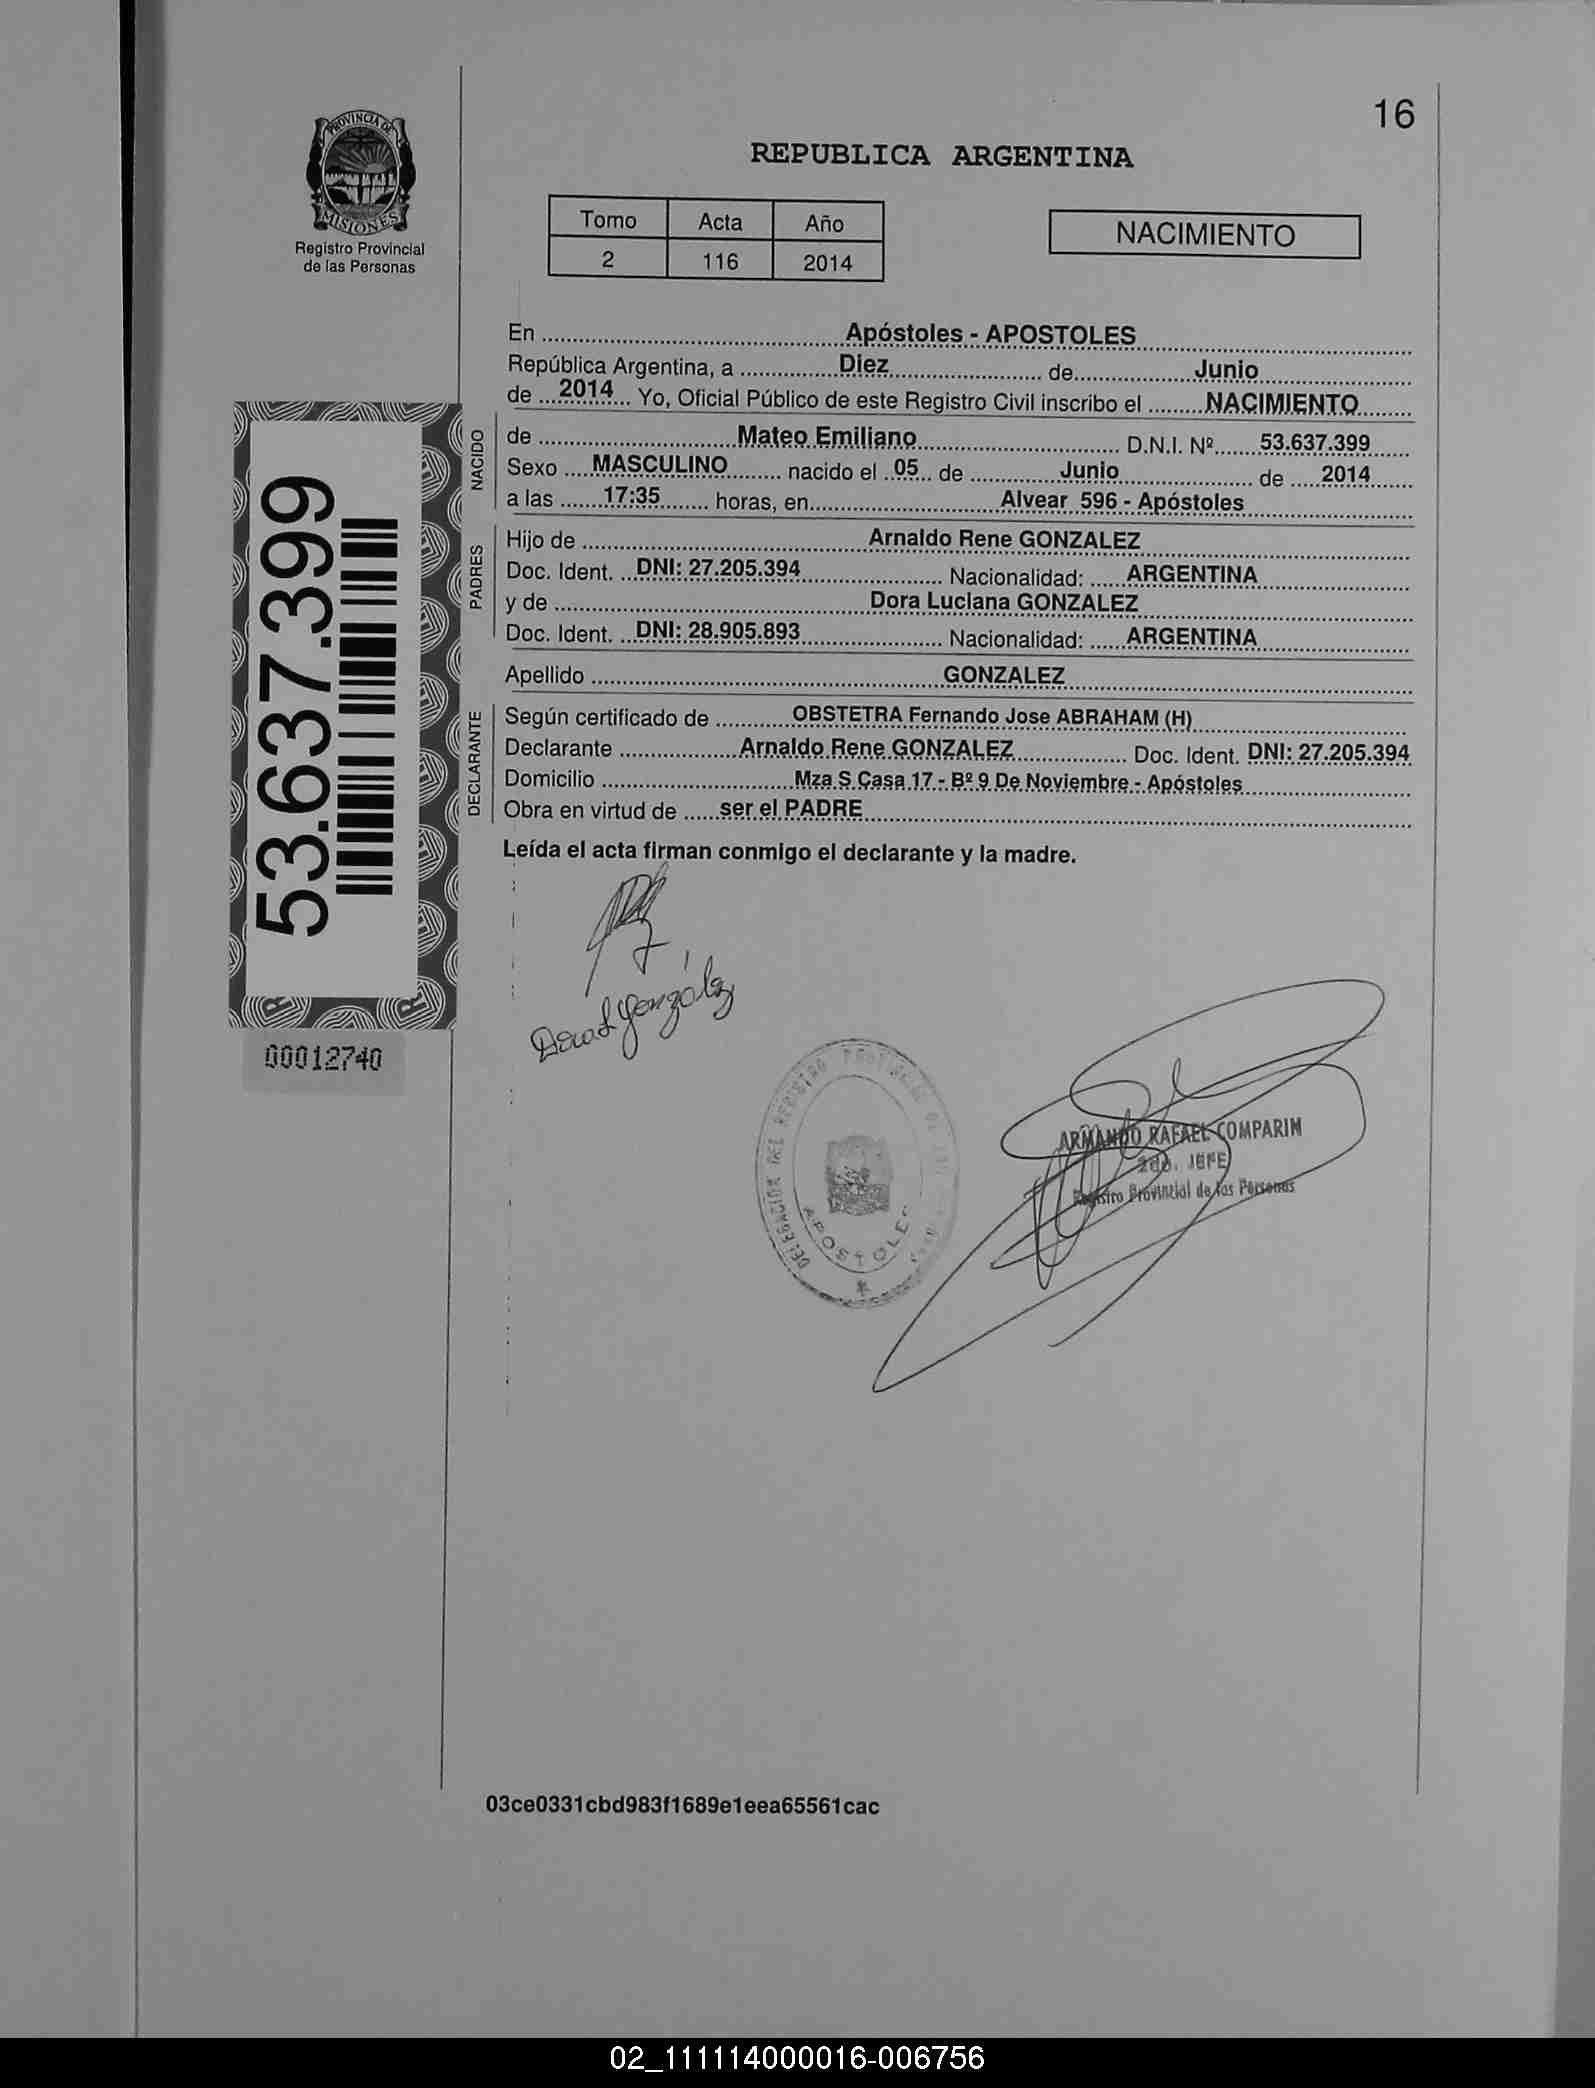 16
PROVINCIA DE
MISIONES
Registro Provincial
de las Personas
REPUBLICA ARGENTINA
Tomo Acta Año
2 116 2014
NACIMIENTO
En Apóstoles - APOSTOLES
República Argentina, a Diez de Junio
de 2014 Yo, Oficial Público de este Registro Civil inscribo el NACIMIENTO
NACIDO
de Mateo Emiliano D.N.I. Nº 53.637.399
Sexo MASCULINO nacido el 05 de Junio de 2014
a las 17:35 horas, en Alvear 596 - Apóstoles
PADRES
Hijo de Arnaldo Rene GONZALEZ
Doc. Ident. DNI: 27.205.394 Nacionalidad: ARGENTINA
y de Dora Luciana GONZALEZ
Doc. Ident. DNI: 28.905.893 Nacionalidad: ARGENTINA
Apellido GONZALEZ
DECLARANTE
Según certificado de OBSTETRA Fernando Jose ABRAHAM (H)
Declarante Arnaldo Rene GONZALEZ Doc. Ident. DNI: 27.205.394
Domicilio Mza S Casa 17 - Bº 9 De Noviembre - Apóstoles
Obra en virtud de ser el PADRE
Leída el acta firman conmigo el declarante y la madre.
53.637.399
00012740
González
DELEGACION DEL REGISTRO PROVINCIAL DE LAS
APOSTOLES
ARMANDO RAFAEL COMPARIN
2do. JEFE
Registro Provincial de las Personas
03ce0331cbd983f1689e1eea65561cac
02_111114000016-006756